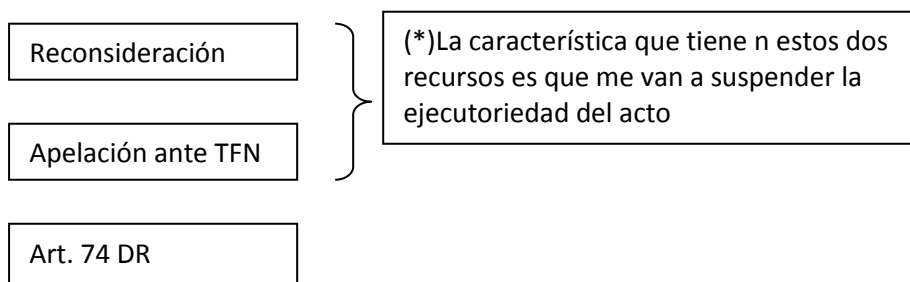 Reconsideración
(*)La característica que tiene n estos dos
recursos es que me van a suspender la
ejecutoriedad del acto
Apelación ante TFN
Art. 74 DR